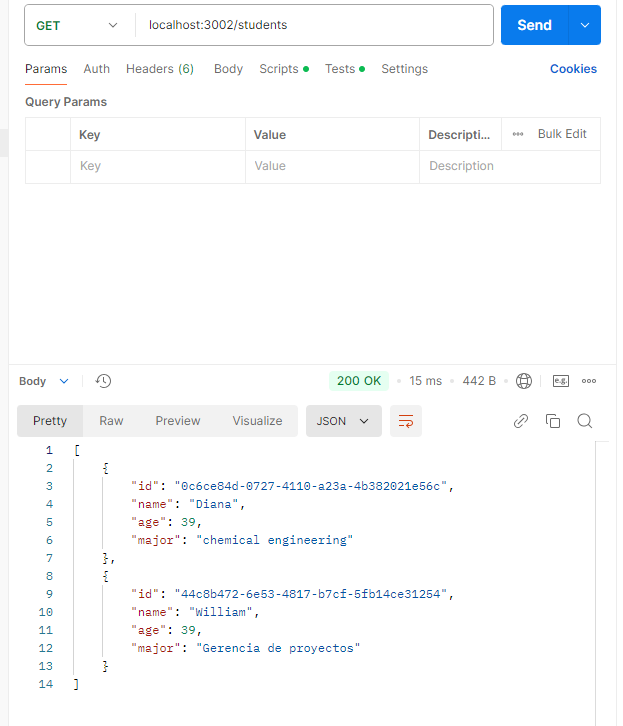 GET localhost:3002/students Send
Params Auth Headers (6) Body Scripts Tests Settings Cookies
Query Params
Key Value Descripti... Bulk Edit
Key Value Description
Body 200 OK 15 ms 442 B e.g.
Pretty Raw Preview Visualize JSON
1 [
2 {
3 "id": "0c6ce84d-0727-4110-a23a-4b382021e56c",
4 "name": "Diana",
5 "age": 39,
6 "major": "chemical engineering"
7 },
8 {
9 "id": "44c8b472-6e53-4817-b7cf-5fb14ce31254",
10 "name": "William",
11 "age": 39,
12 "major": "Gerencia de proyectos"
13 }
14 ]